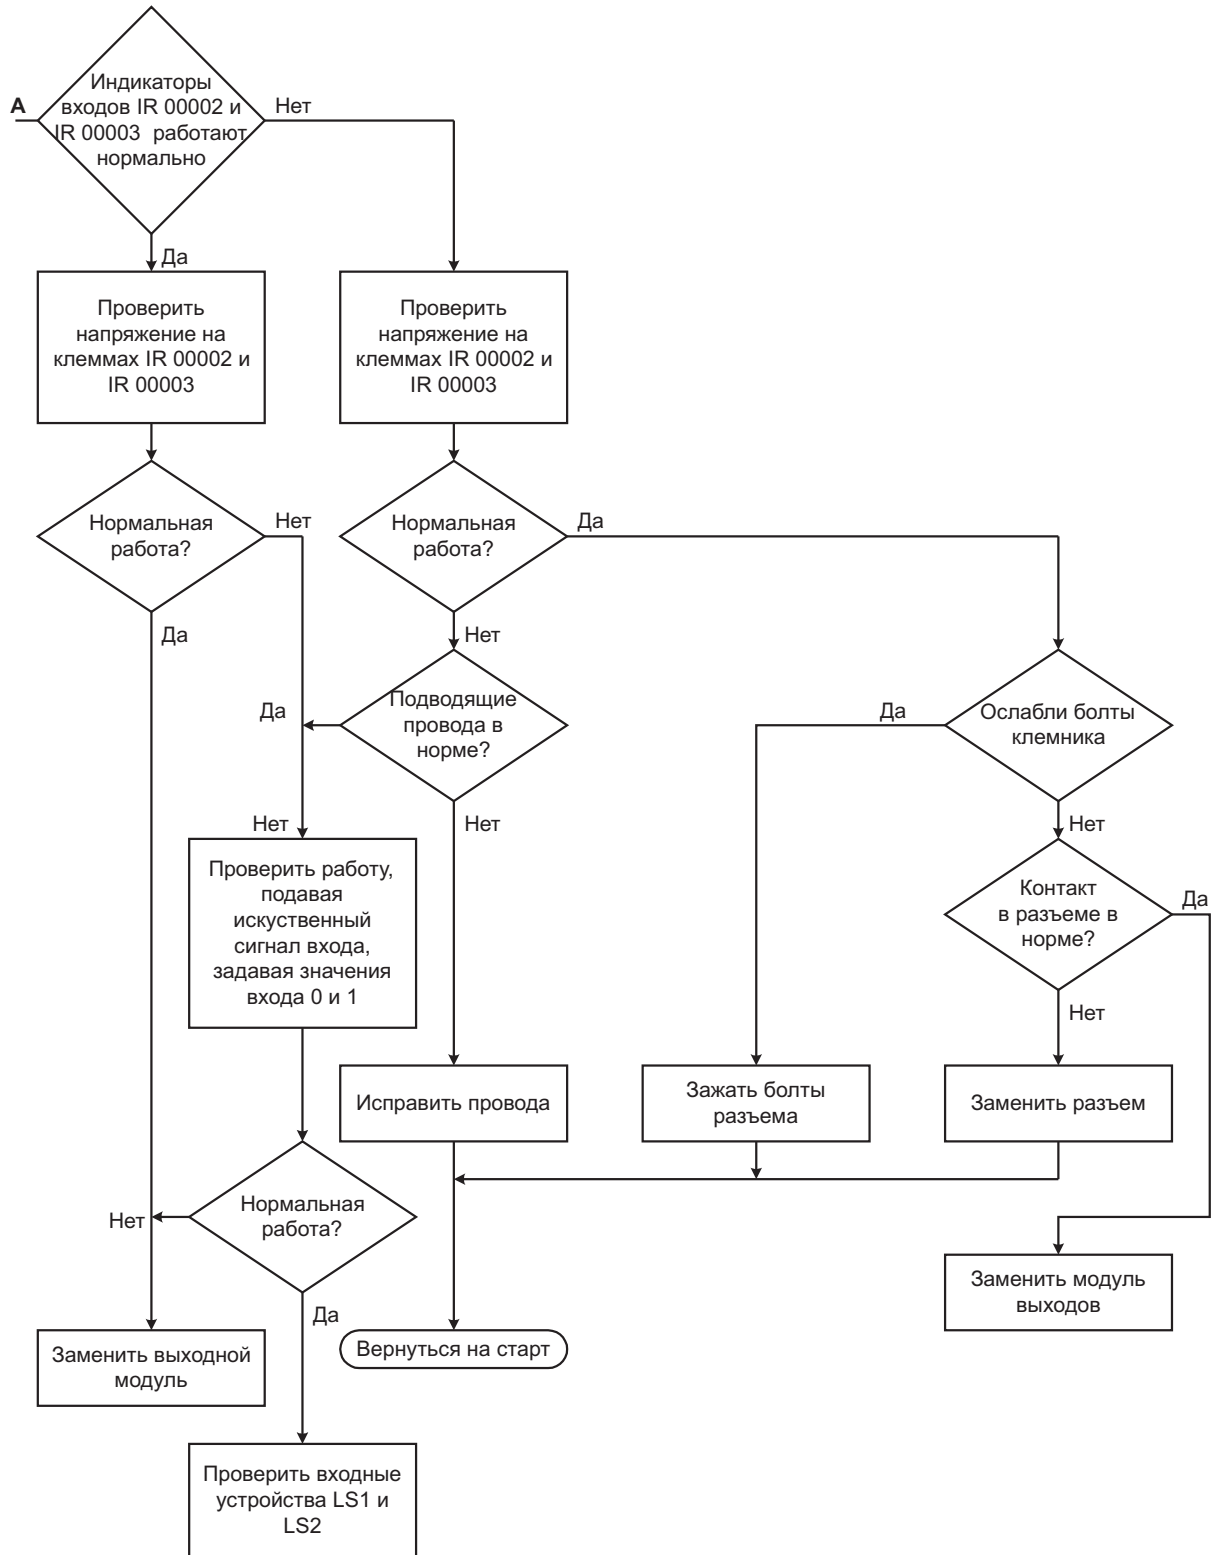 Индикаторы
входов IR 00002 и
IR 00003 работают
нормально
А
Нет
Да
Проверить
напряжение на
клеммах IR 00002 и
IR 00003
Проверить
напряжение на
клеммах IR 00002 и
IR 00003
Нормальная
работа?
Нет
Нормальная
работа?
Да
Да
Нет
Подводящие
провода в
норме?
Да
Ослабли болты
клемника
Да
Нет
Нет
Нет
Проверить работу,
подавая
искуственный
сигнал входа,
задавая значения
входа 0 и 1
Контакт
в разъеме в
норме?
Да
Нет
Исправить провода
Зажать болты
разъема
Заменить разъем
Нормальная
работа?
Нет
Да
Заменить модуль
выходов
Заменить выходной
модуль
Вернуться на старт
Проверить входные
устройства LS1 и
LS2